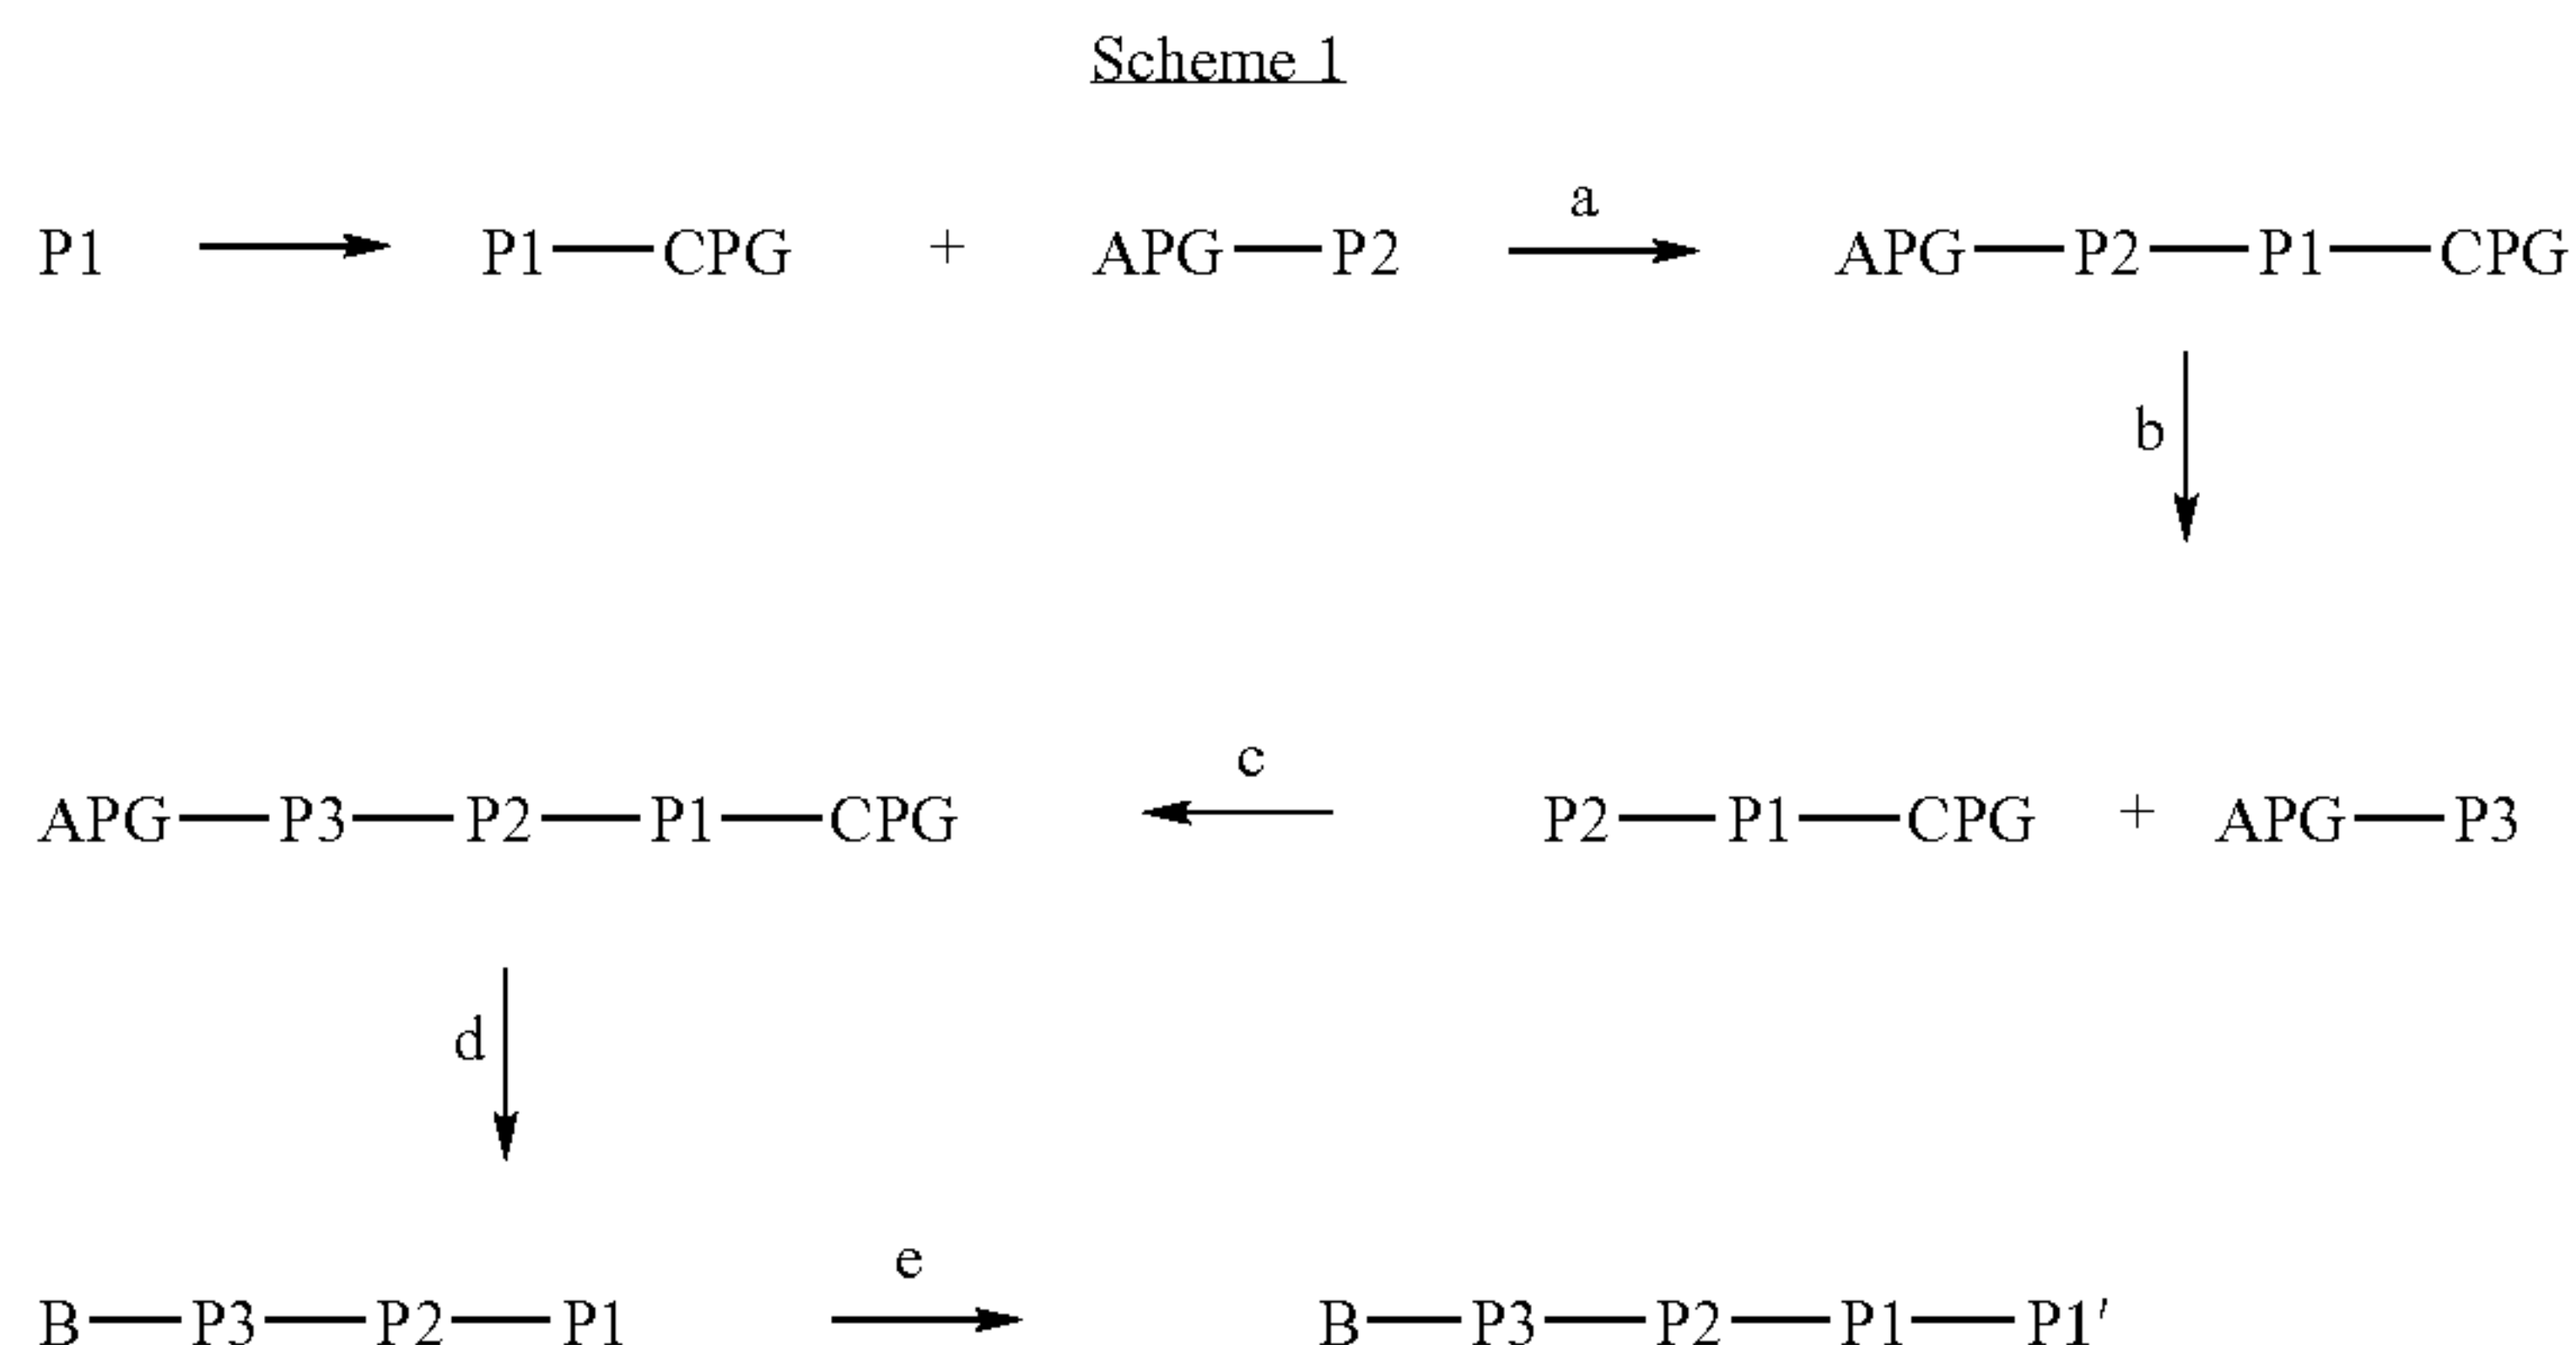 Scheme 1
a
P1 P1—CPG + APG—P2 APG—P2—P1—CPG
b
c
APG—P3—P2—P1—CPG P2—P1—CPG + APG—P3
d
e
B—P3—P2—P1 B—P3—P2—P1—P1′